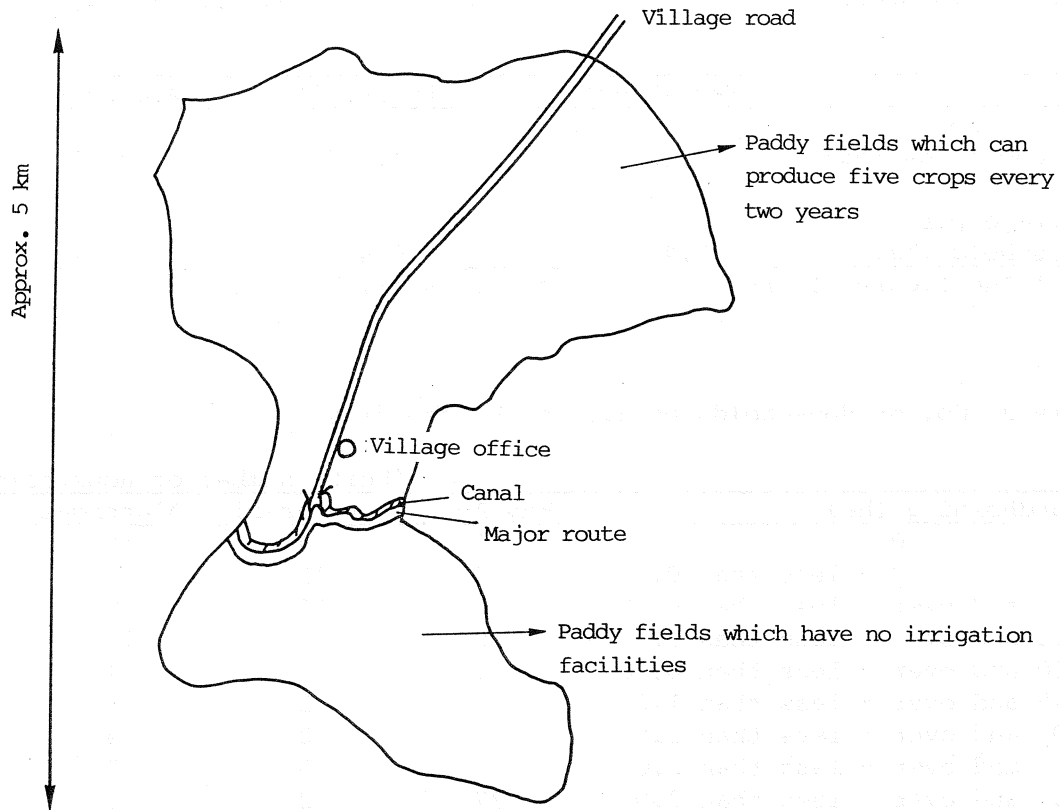 Village road
Approx. 5 km
Paddy fields which can
produce five crops every
two years
Village office
Canal
Major route
Paddy fields which have no irrigation
facilities